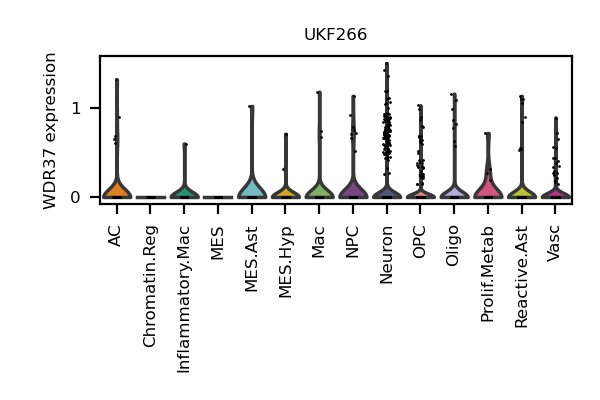 UKF266
WDR37 expression
1
0
AC
Chromatin.Reg
Inflammatory.Mac
MES
MES.Ast
MES.Hyp
Mac
NPC
Neuron
OPC
Oligo
Prolif.Metab
Reactive.Ast
Vasc